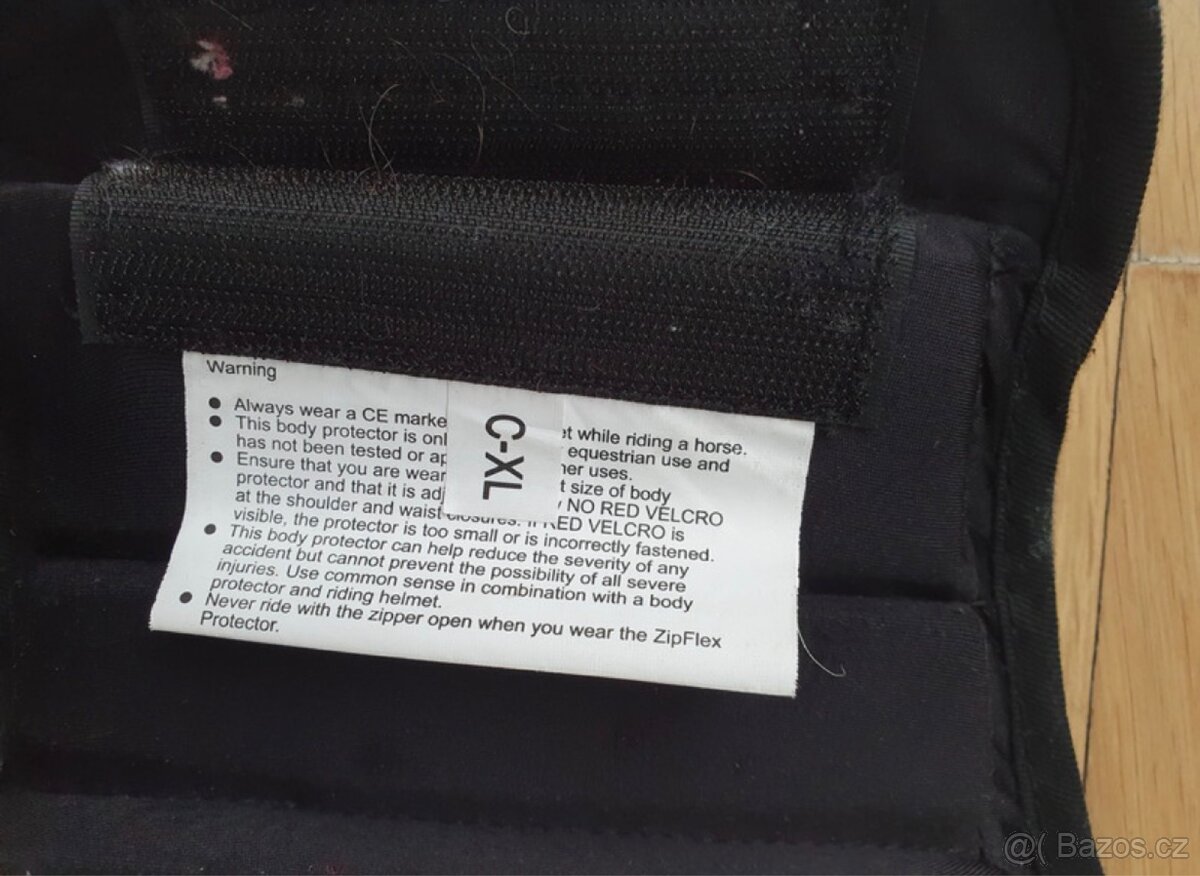 Warning
● Always wear a CE marke et while riding a horse.
● This body protector is onl equestrian use and
has not been tested or ap her uses.
● Ensure that you are wear t size of body
protector and that it is adj NO RED VELCRO
at the shoulder and waist closures. If RED VELCRO is
visible, the protector is too small or is incorrectly fastened.
● This body protector can help reduce the severity of any
accident but cannot prevent the possibility of all severe
injuries. Use common sense in combination with a body
protector and riding helmet.
● Never ride with the zipper open when you wear the ZipFlex
Protector.
C-XL
@( Bazos.cz